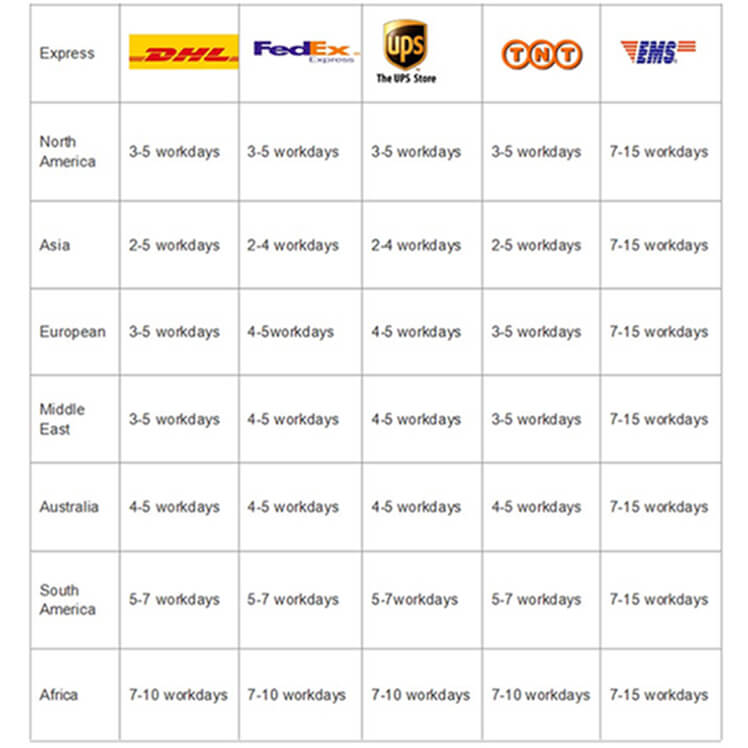 Express
DHL
FedEx
Express
ups
The UPS Store
TNT
EMS
North
America
3-5 workdays
3-5 workdays
3-5 workdays
3-5 workdays
7-15 workdays
Asia
2-5 workdays
2-4 workdays
2-4 workdays
2-5 workdays
7-15 workdays
European
3-5 workdays
4-5workdays
4-5 workdays
3-5 workdays
7-15 workdays
Middle
East
3-5 workdays
4-5 workdays
4-5 workdays
3-5 workdays
7-15 workdays
Australia
4-5 workdays
4-5 workdays
4-5 workdays
4-5 workdays
7-15 workdays
South
America
5-7 workdays
5-7 workdays
5-7workdays
5-7 workdays
7-15 workdays
Africa
7-10 workdays
7-10 workdays
7-10 workdays
7-10 workdays
7-15 workdays